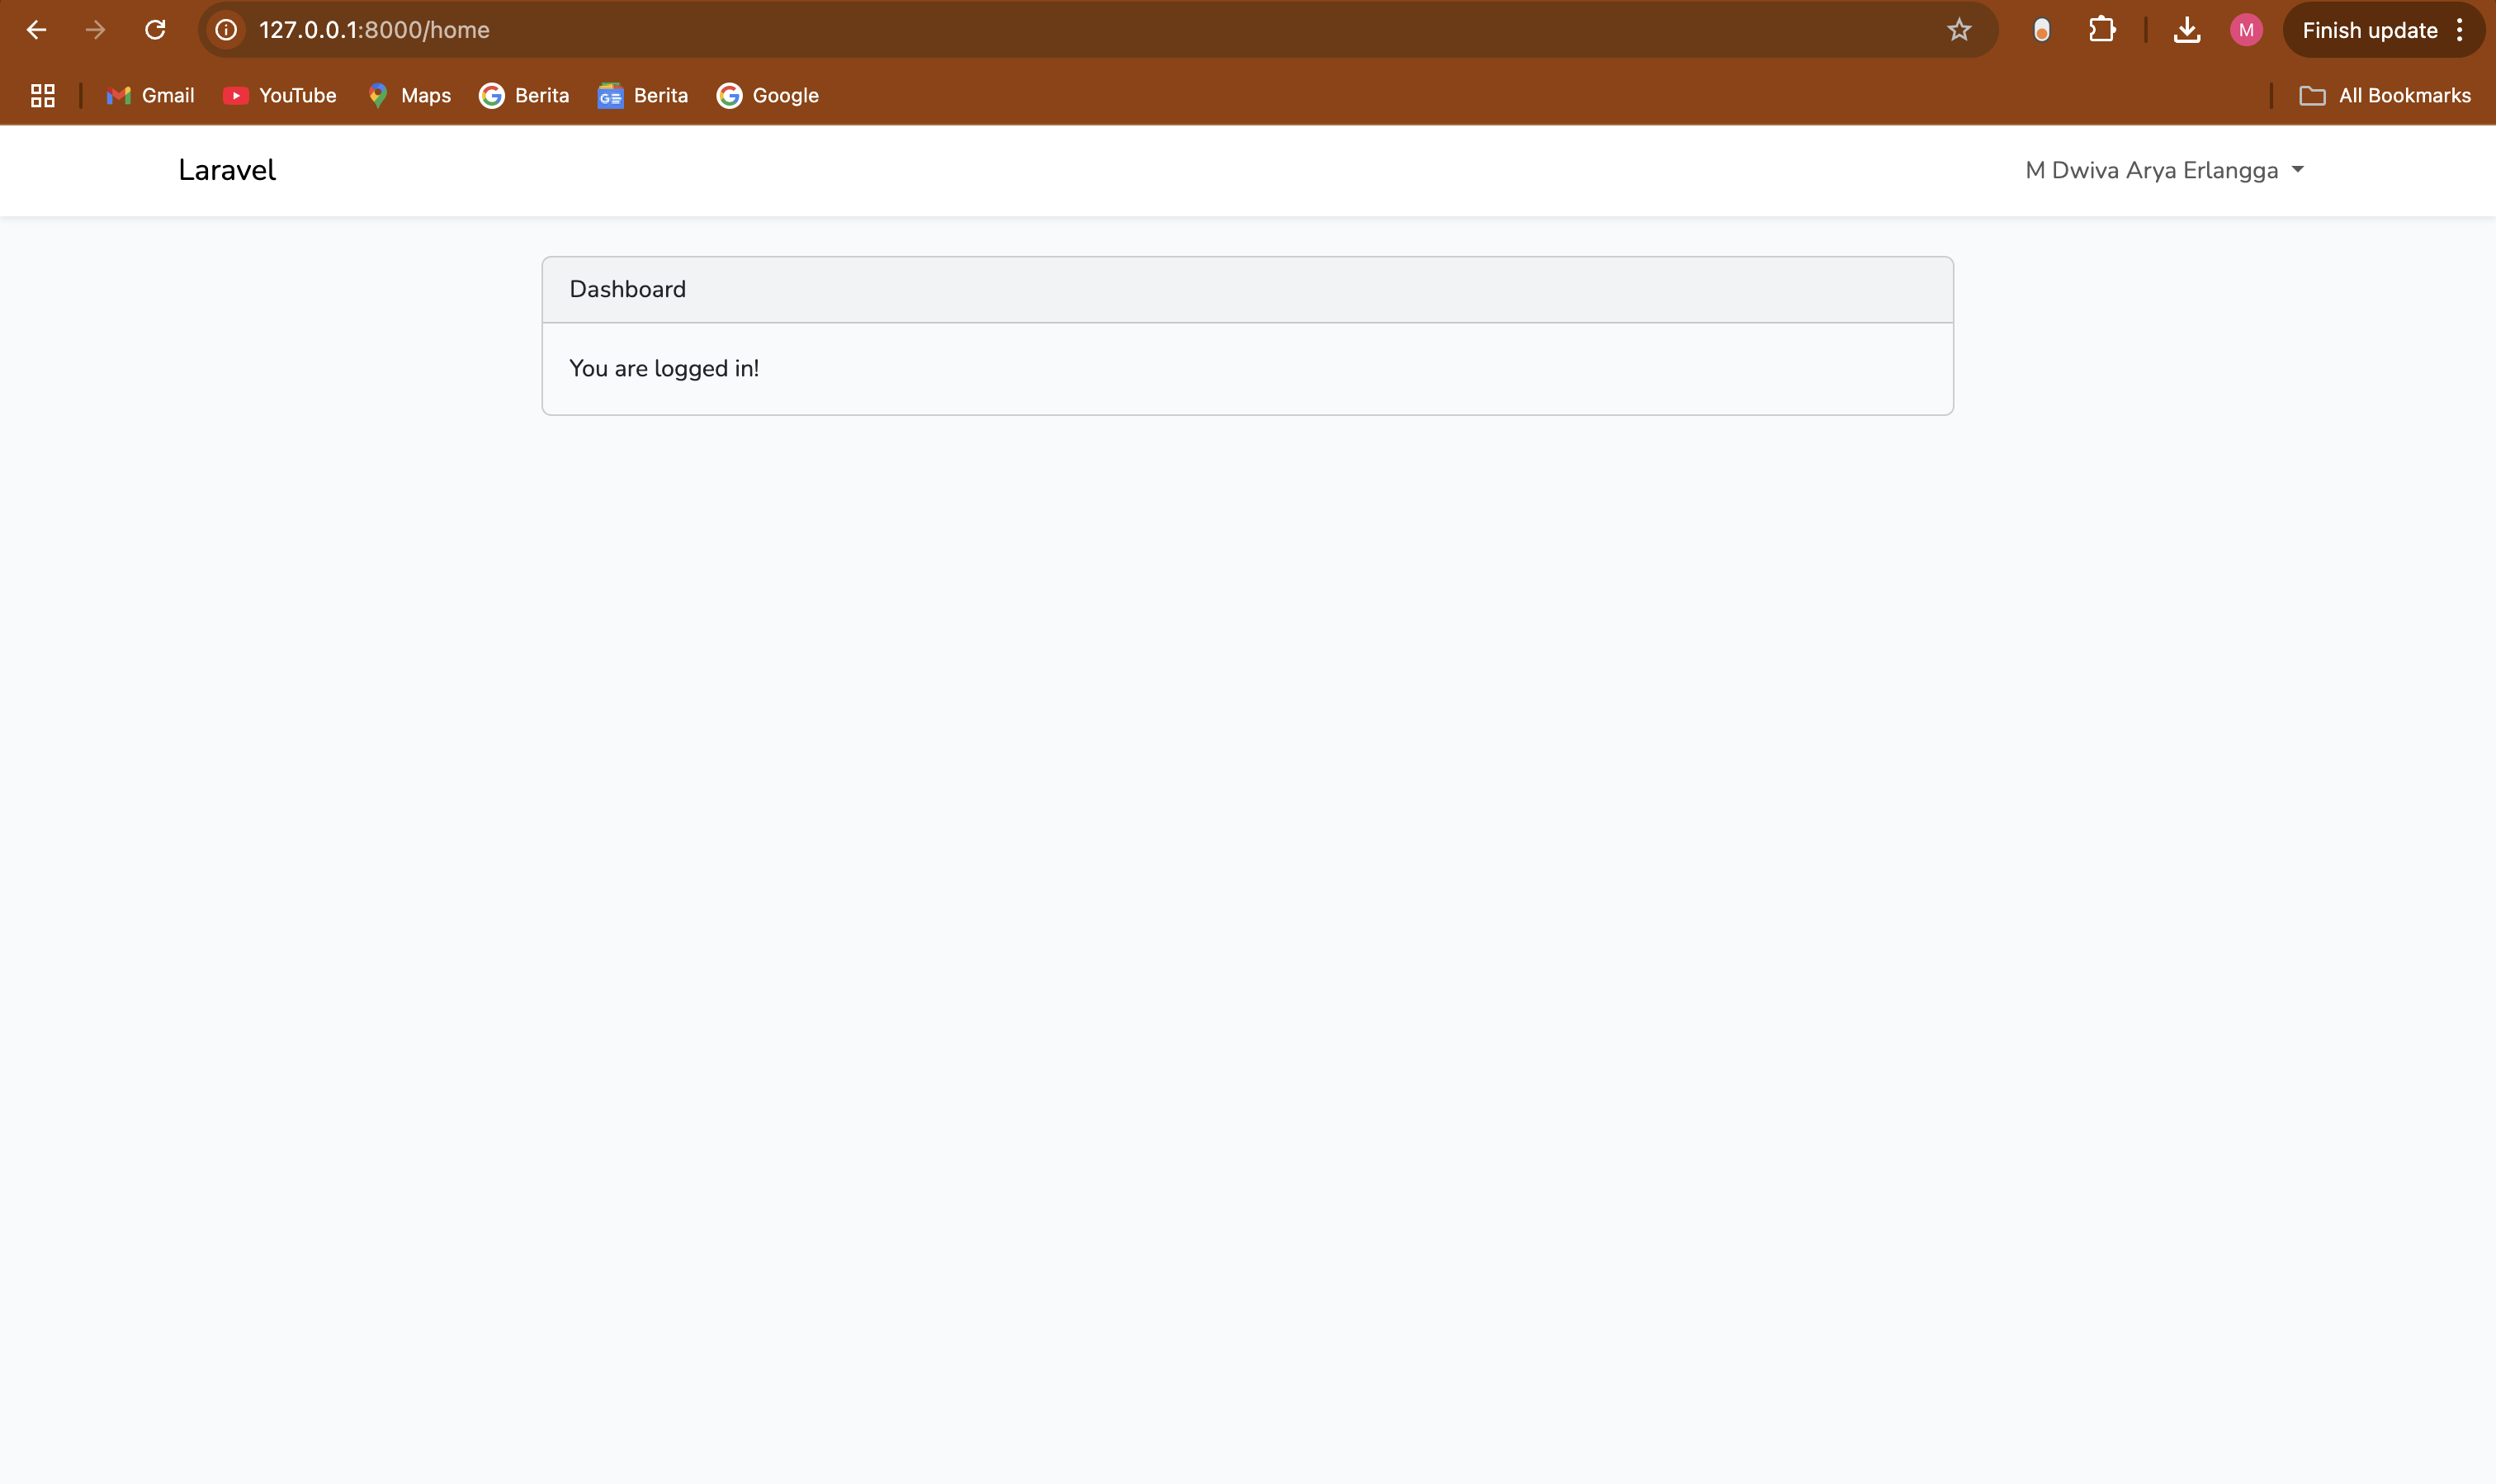 127.0.0.1:8000/home
M
Finish update
Gmail YouTube Maps Berita Berita Google All Bookmarks
Laravel M Dwiva Arya Erlangga
Dashboard
You are logged in!